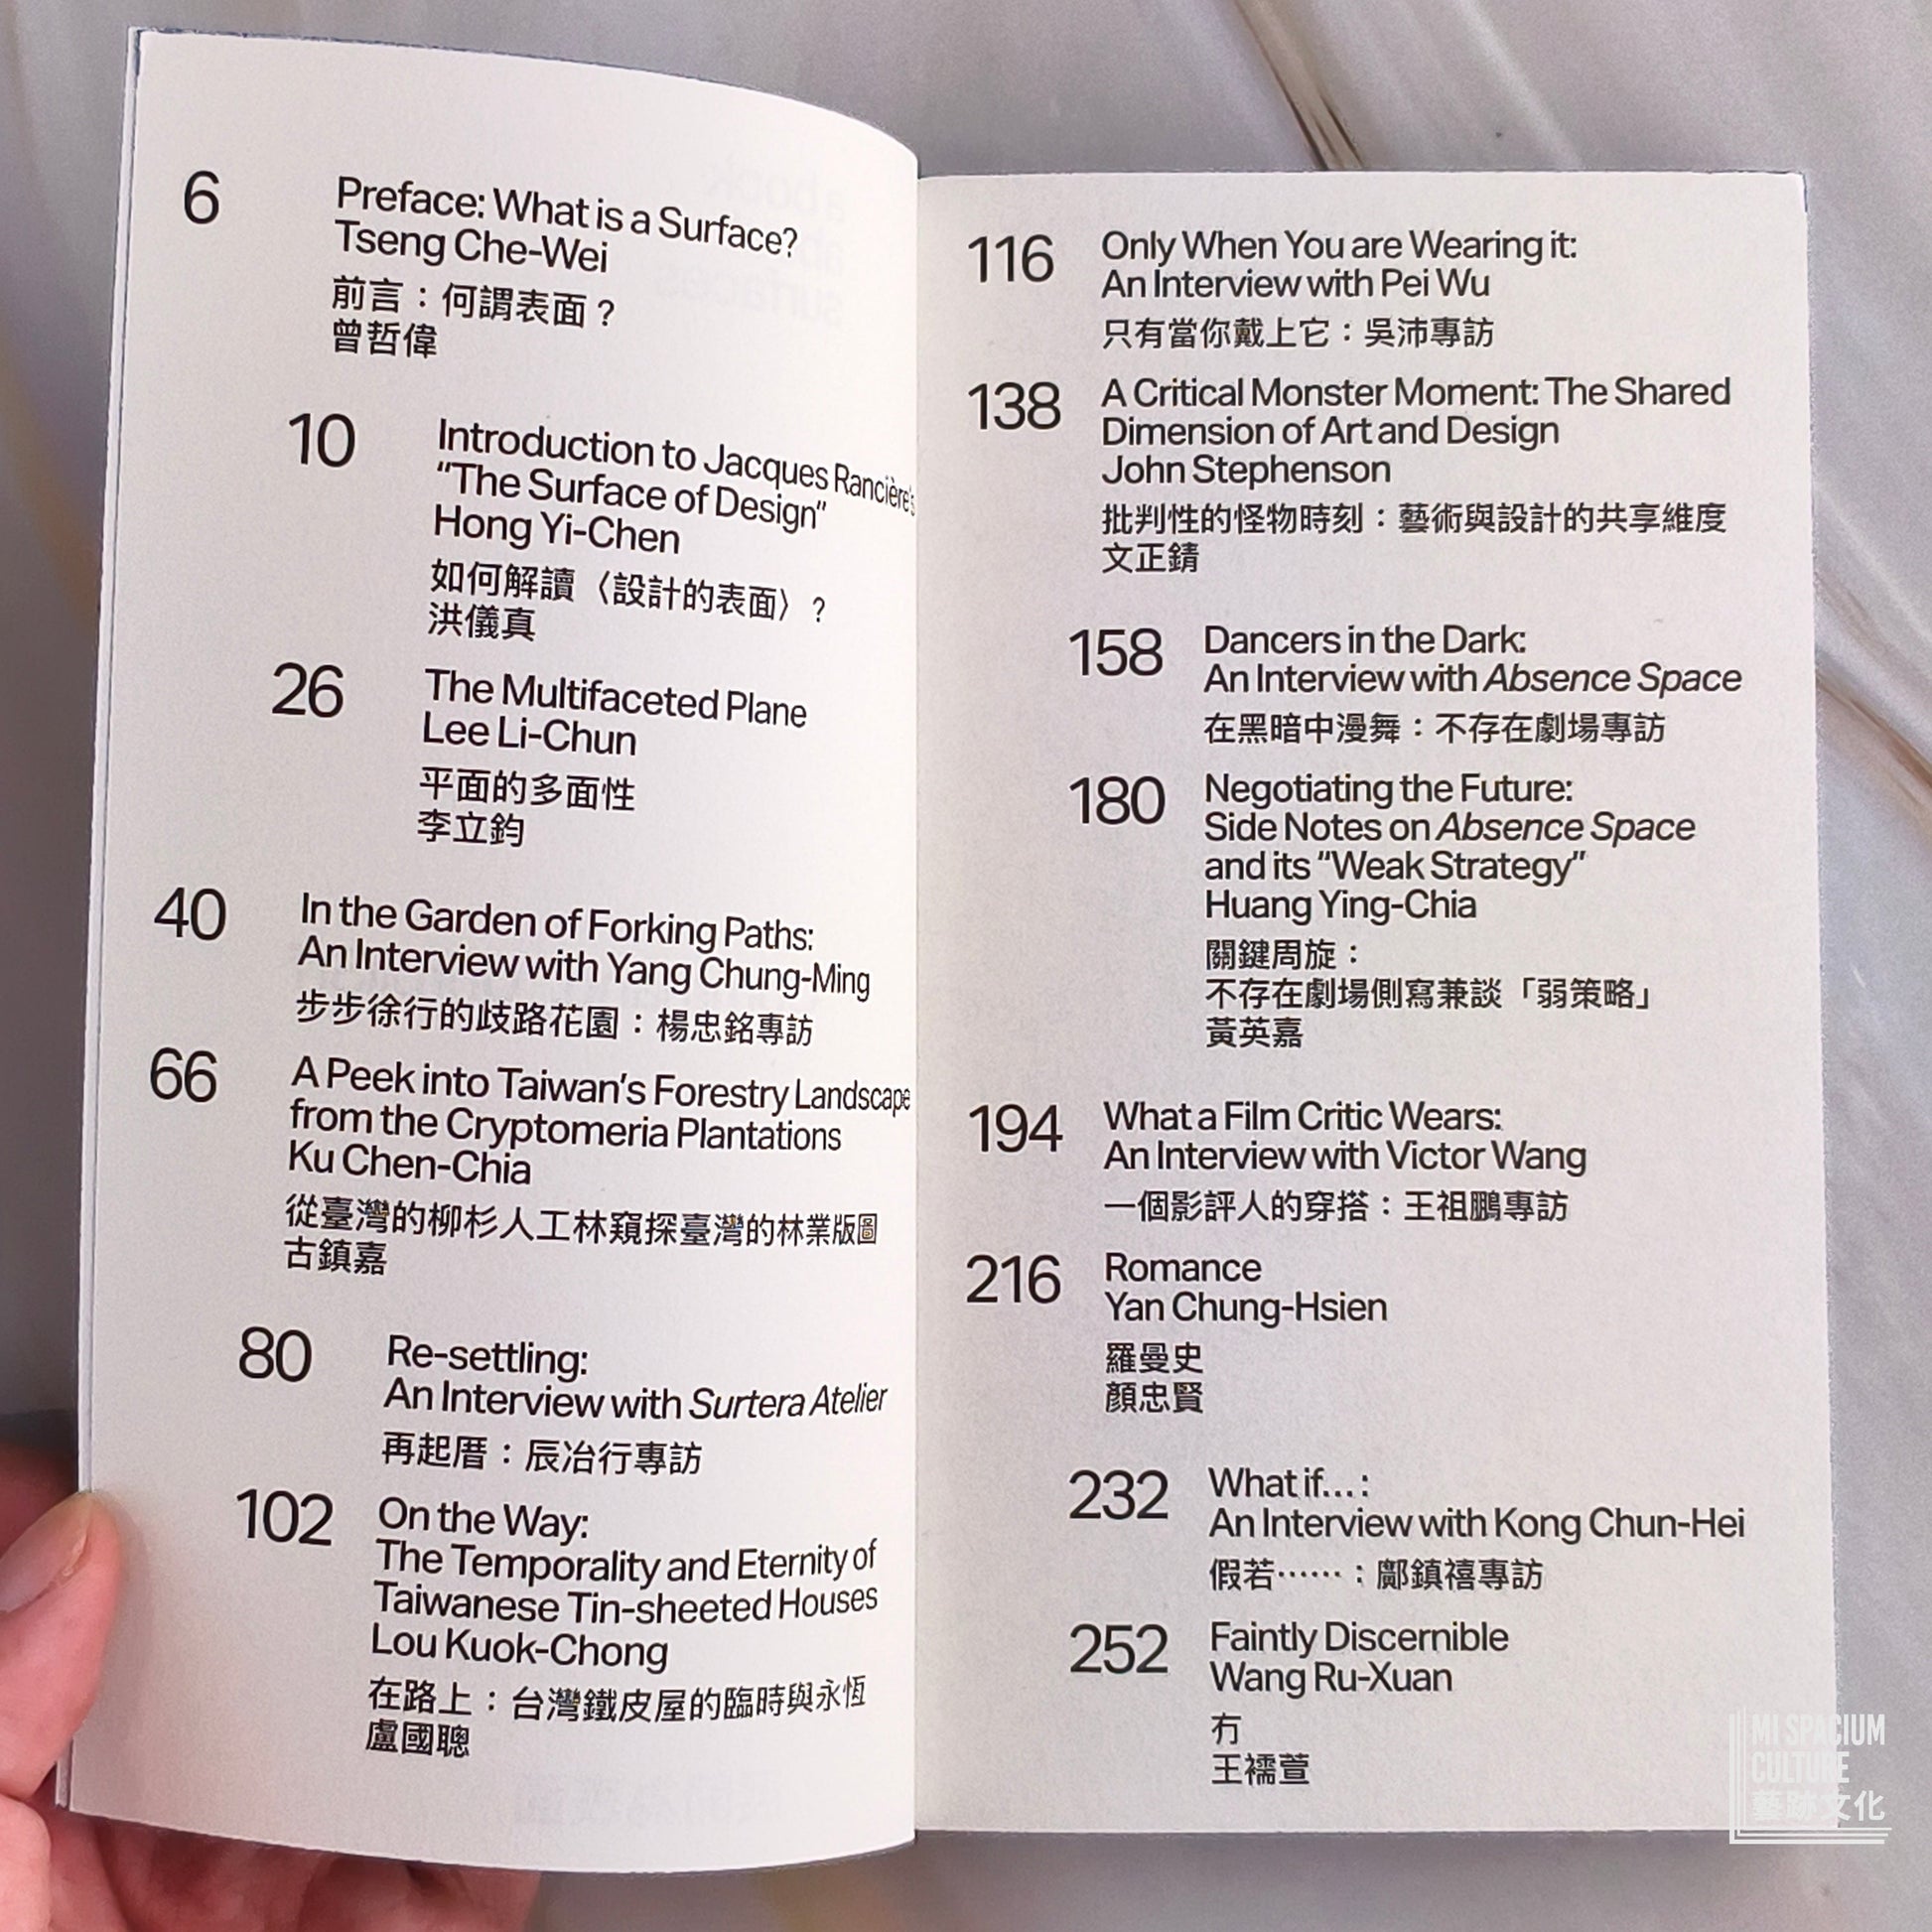 6
Preface: What is a Surface?
Tseng Che-Wei
前言：何謂表面？
曾哲偉
10
Introduction to Jacques Rancière's
“The Surface of Design”
Hong Yi-Chen
如何解讀〈設計的表面〉？
洪儀真
26
The Multifaceted Plane
Lee Li-Chun
平面的多面性
李立鈞
40
In the Garden of Forking Paths:
An Interview with Yang Chung-Ming
步步徐行的歧路花園：楊忠銘專訪
66
A Peek into Taiwan's Forestry Landscape
from the Cryptomeria Plantations
Ku Chen-Chia
從臺灣的柳杉人工林窺探臺灣的林業版圖
古鎮嘉
80
Re-settling:
An Interview with Surtera Atelier
再起厝：辰冶行專訪
102
On the Way:
The Temporality and Eternity of
Taiwanese Tin-sheeted Houses
Lou Kuok-Chong
在路上：台灣鐵皮屋的臨時與永恆
盧國聰
116
Only When You are Wearing it:
An Interview with Pei Wu
只有當你戴上它：吳沛專訪
138
A Critical Monster Moment: The Shared
Dimension of Art and Design
John Stephenson
批判性的怪物時刻：藝術與設計的共享維度
文正錆
158
Dancers in the Dark:
An Interview with Absence Space
在黑暗中漫舞：不存在劇場專訪
180
Negotiating the Future:
Side Notes on Absence Space
and its “Weak Strategy”
Huang Ying-Chia
關鍵周旋：
不存在劇場側寫兼談「弱策略」
黃英嘉
194
What a Film Critic Wears:
An Interview with Victor Wang
一個影評人的穿搭：王祖鵬專訪
216
Romance
Yan Chung-Hsien
羅曼史
顏忠賢
232
What if...:
An Interview with Kong Chun-Hei
假若⋯⋯：鄺鎮禧專訪
252
Faintly Discernible
Wang Ru-Xuan
冇
王襦萱
MI SPACIUM
CULTURE
藝跡文化